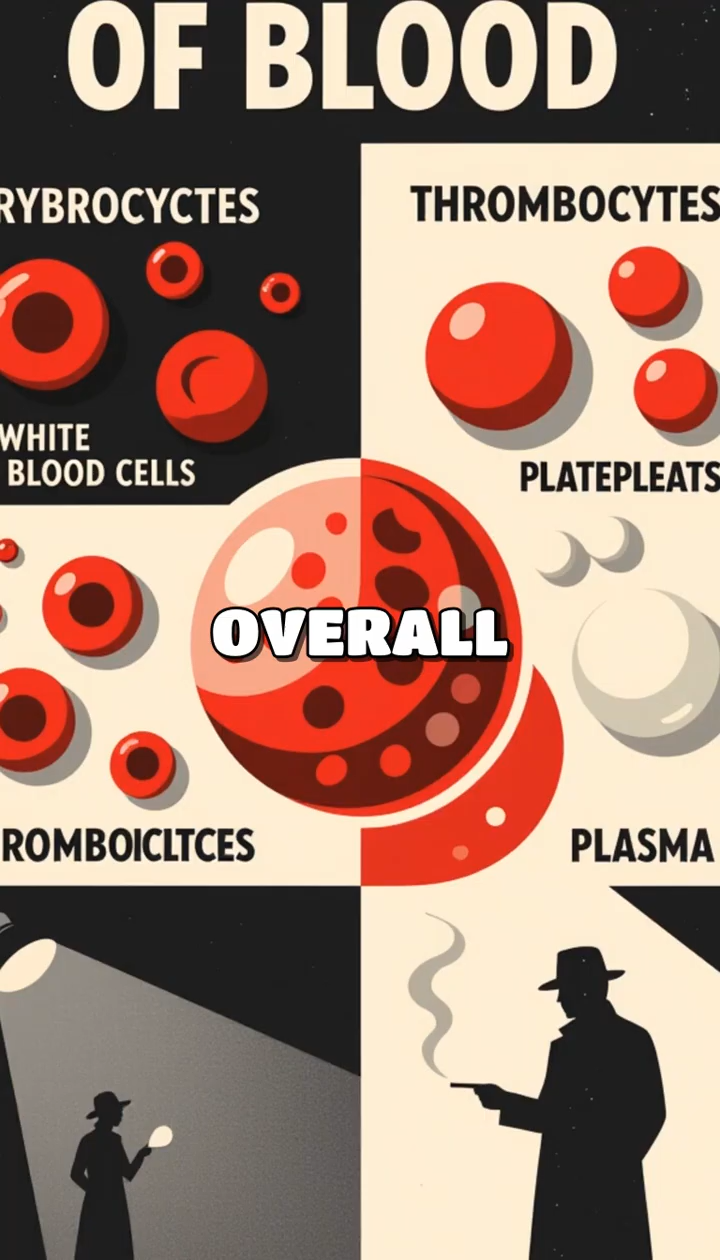 OF BLOOD
RYBROCYCTES
THROMBOCYTES
WHITE
BLOOD CELLS
PLATEPLEATS
OVERALL
ROMBOICLTCES
PLASMA